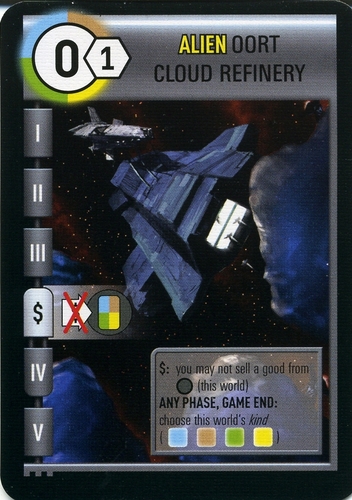 0 1
ALIEN OORT
CLOUD REFINERY
I
II
III
$
IV
V
$: you may not sell a good from
(this world)
ANY PHASE, GAME END:
choose this world's kind
( )